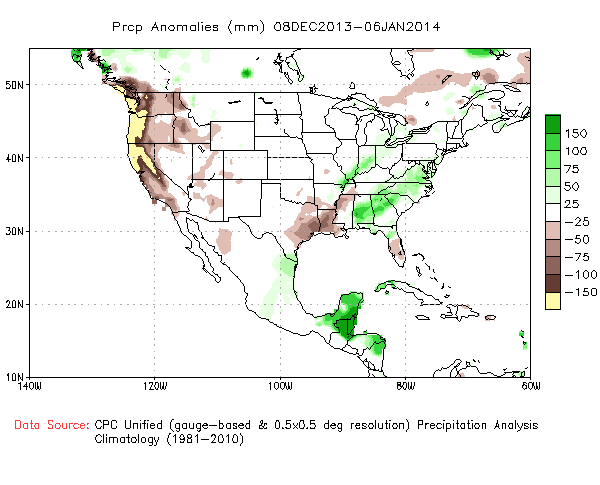 Prcp Anomalies (mm) 08DEC2013–06JAN2014
50N
40N
30N
20N
10N
140W 120W 100W 80W 60W
150
100
75
50
25
−25
−50
−75
−100
−150
Data Source: CPC Unified (gauge–based & 0.5x0.5 deg resolution) Precipitation Analysis
Climatology (1981–2010)